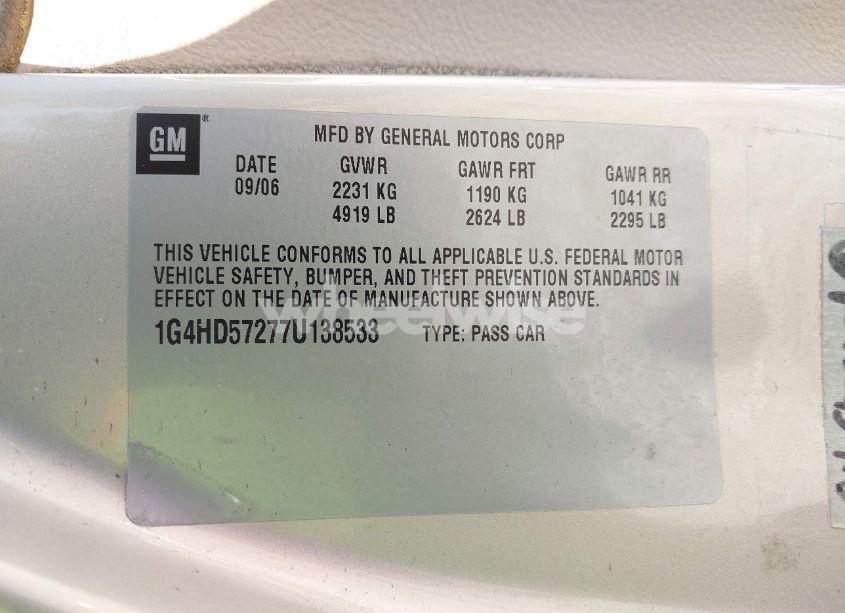 GM®
MFD BY GENERAL MOTORS CORP
DATE GVWR GAWR FRT GAWR RR
09/06 2231 KG 1190 KG 1041 KG
4919 LB 2624 LB 2295 LB
THIS VEHICLE CONFORMS TO ALL APPLICABLE U.S. FEDERAL MOTOR
VEHICLE SAFETY, BUMPER, AND THEFT PREVENTION STANDARDS IN
EFFECT ON THE DATE OF MANUFACTURE SHOWN ABOVE.
wheelwise
1G4HD57277U138533 TYPE: PASS CAR